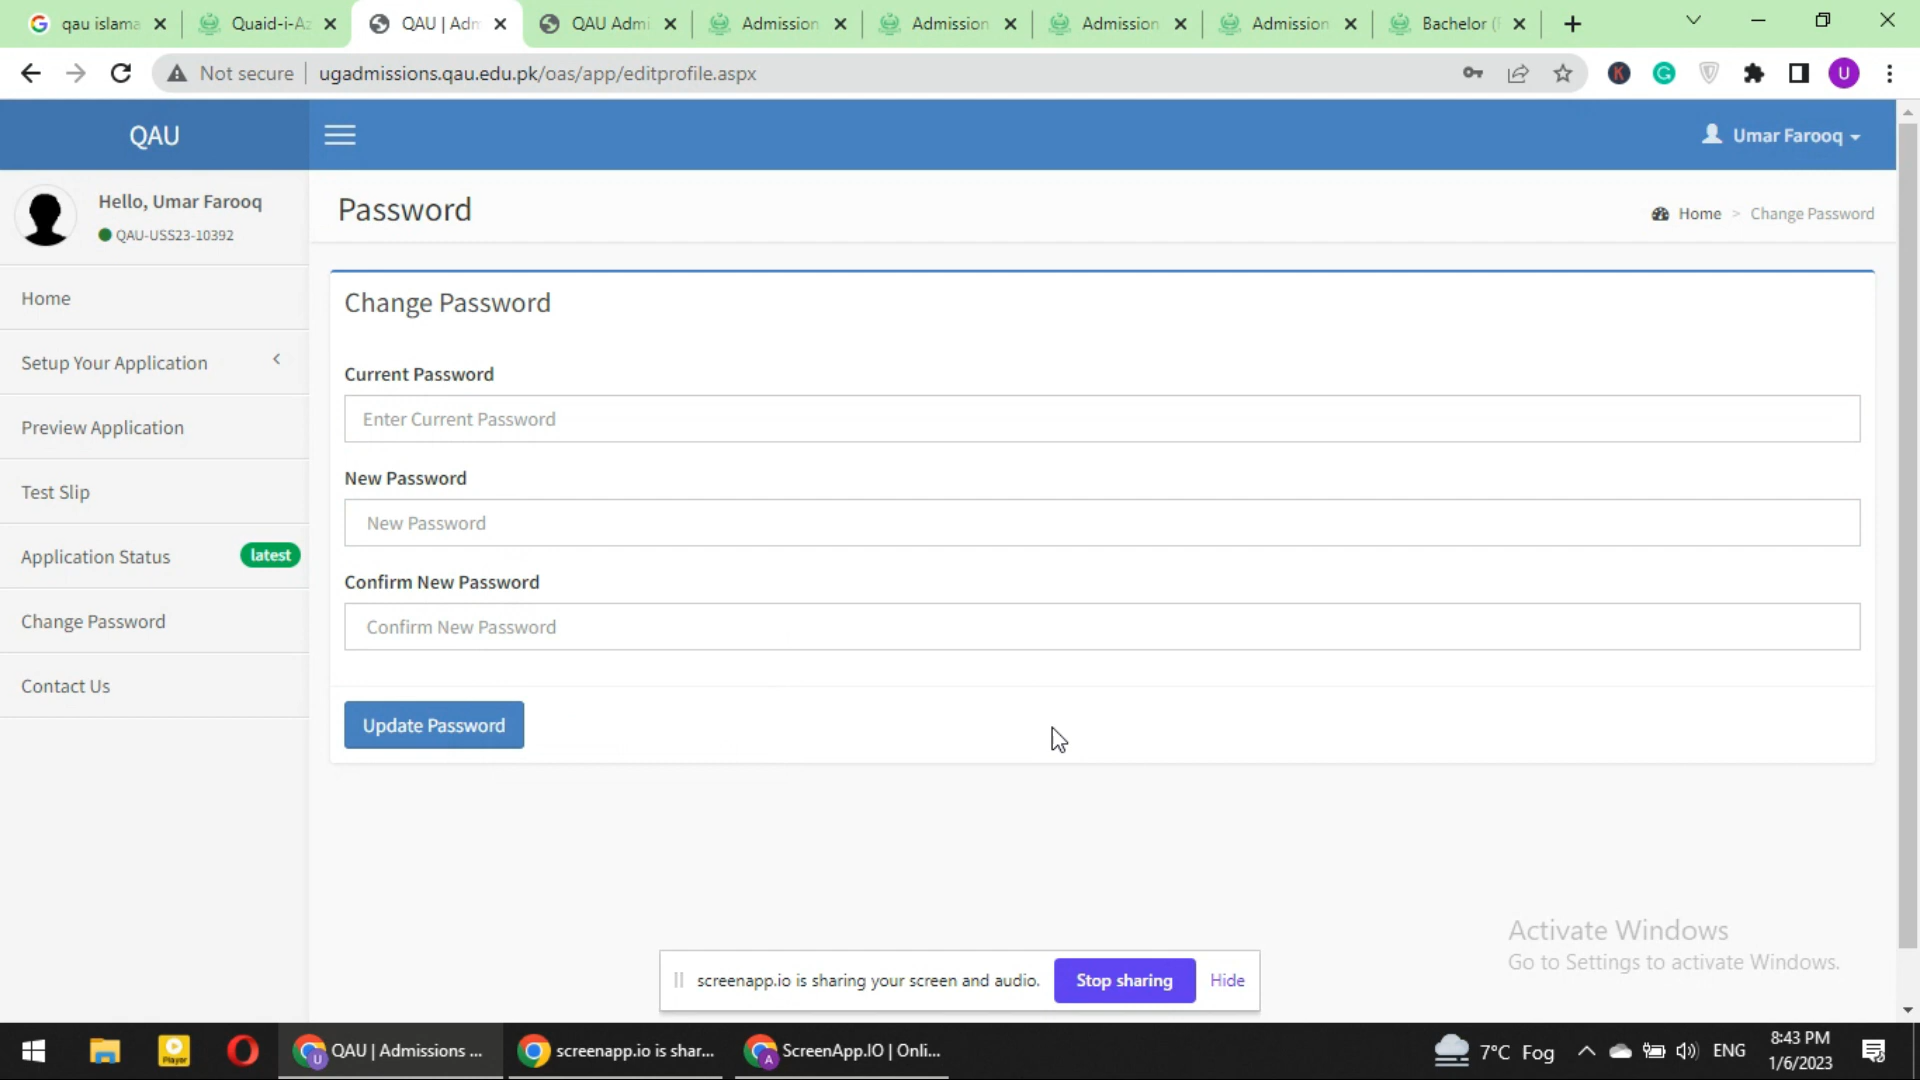 qau islama
Quaid-i-Az
QAU | Adm
QAU Admi
Admission
Admission
Admission
Admission
Bachelor (
Not secure
ugadmissions.qau.edu.pk/oas/app/editprofile.aspx
U
QAU
Umar Farooq
Hello, Umar Farooq
QAU-USS23-10392
Password
Home > Change Password
Home
Setup Your Application
Preview Application
Test Slip
Application Status latest
Change Password
Contact Us
Change Password
Current Password
Enter Current Password
New Password
New Password
Confirm New Password
Confirm New Password
Update Password
Activate Windows
Go to Settings to activate Windows.
screenapp.io is sharing your screen and audio. Stop sharing Hide
QAU | Admissions ...
screenapp.io is shar...
ScreenApp.IO | Onli...
7°C Fog
ENG
8:43 PM
1/6/2023